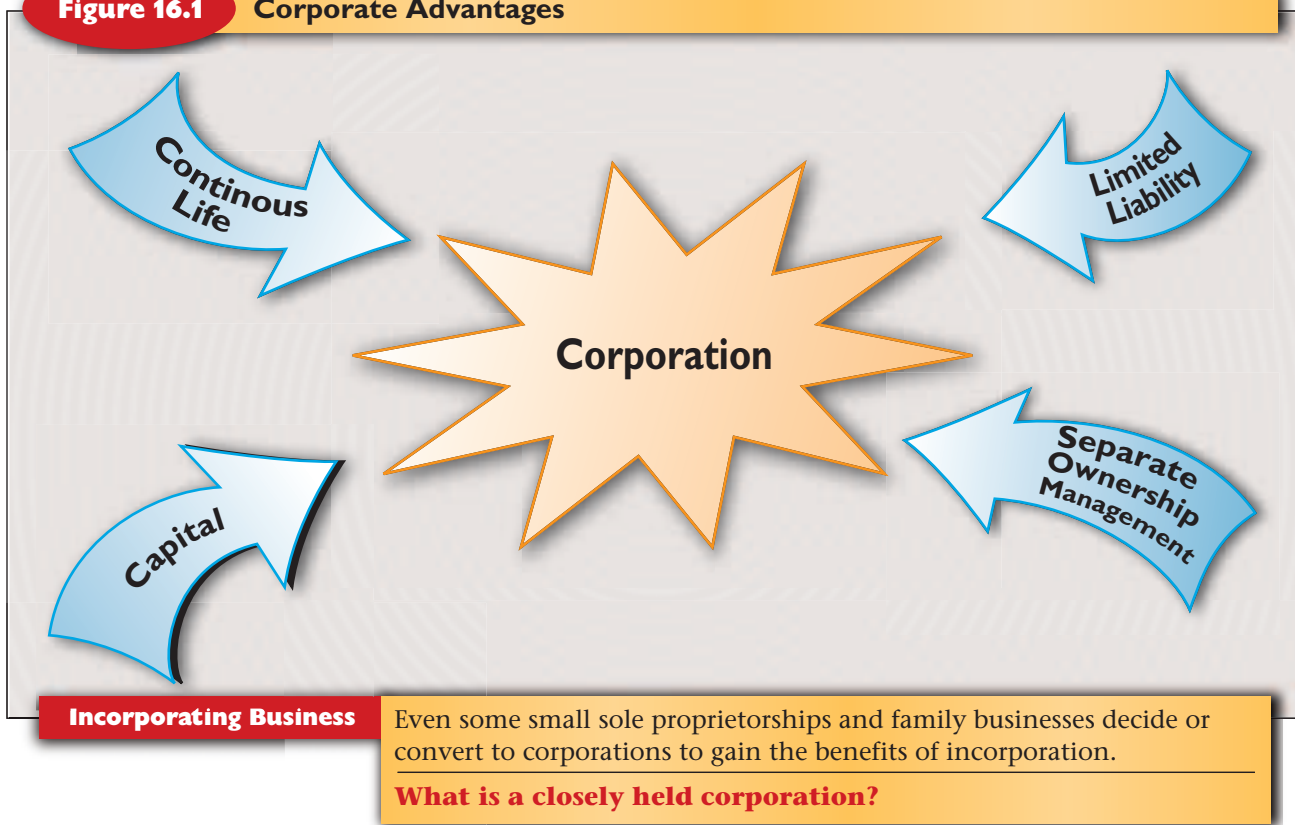 Figure 16.1 Corporate Advantages
Continous
Life
Limited
Liability
Corporation
Capital
Separate
Ownership
Management
Incorporating Business
Even some small sole proprietorships and family businesses decide or
convert to corporations to gain the benefits of incorporation.
What is a closely held corporation?